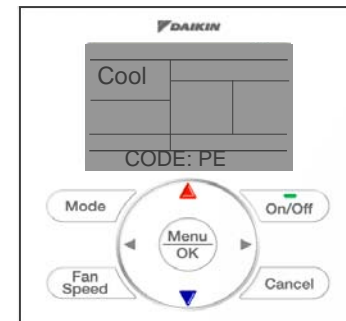 DAIKIN
Cool
CODE: PE
Mode
On/Off
Menu
OK
Fan
Speed
Cancel